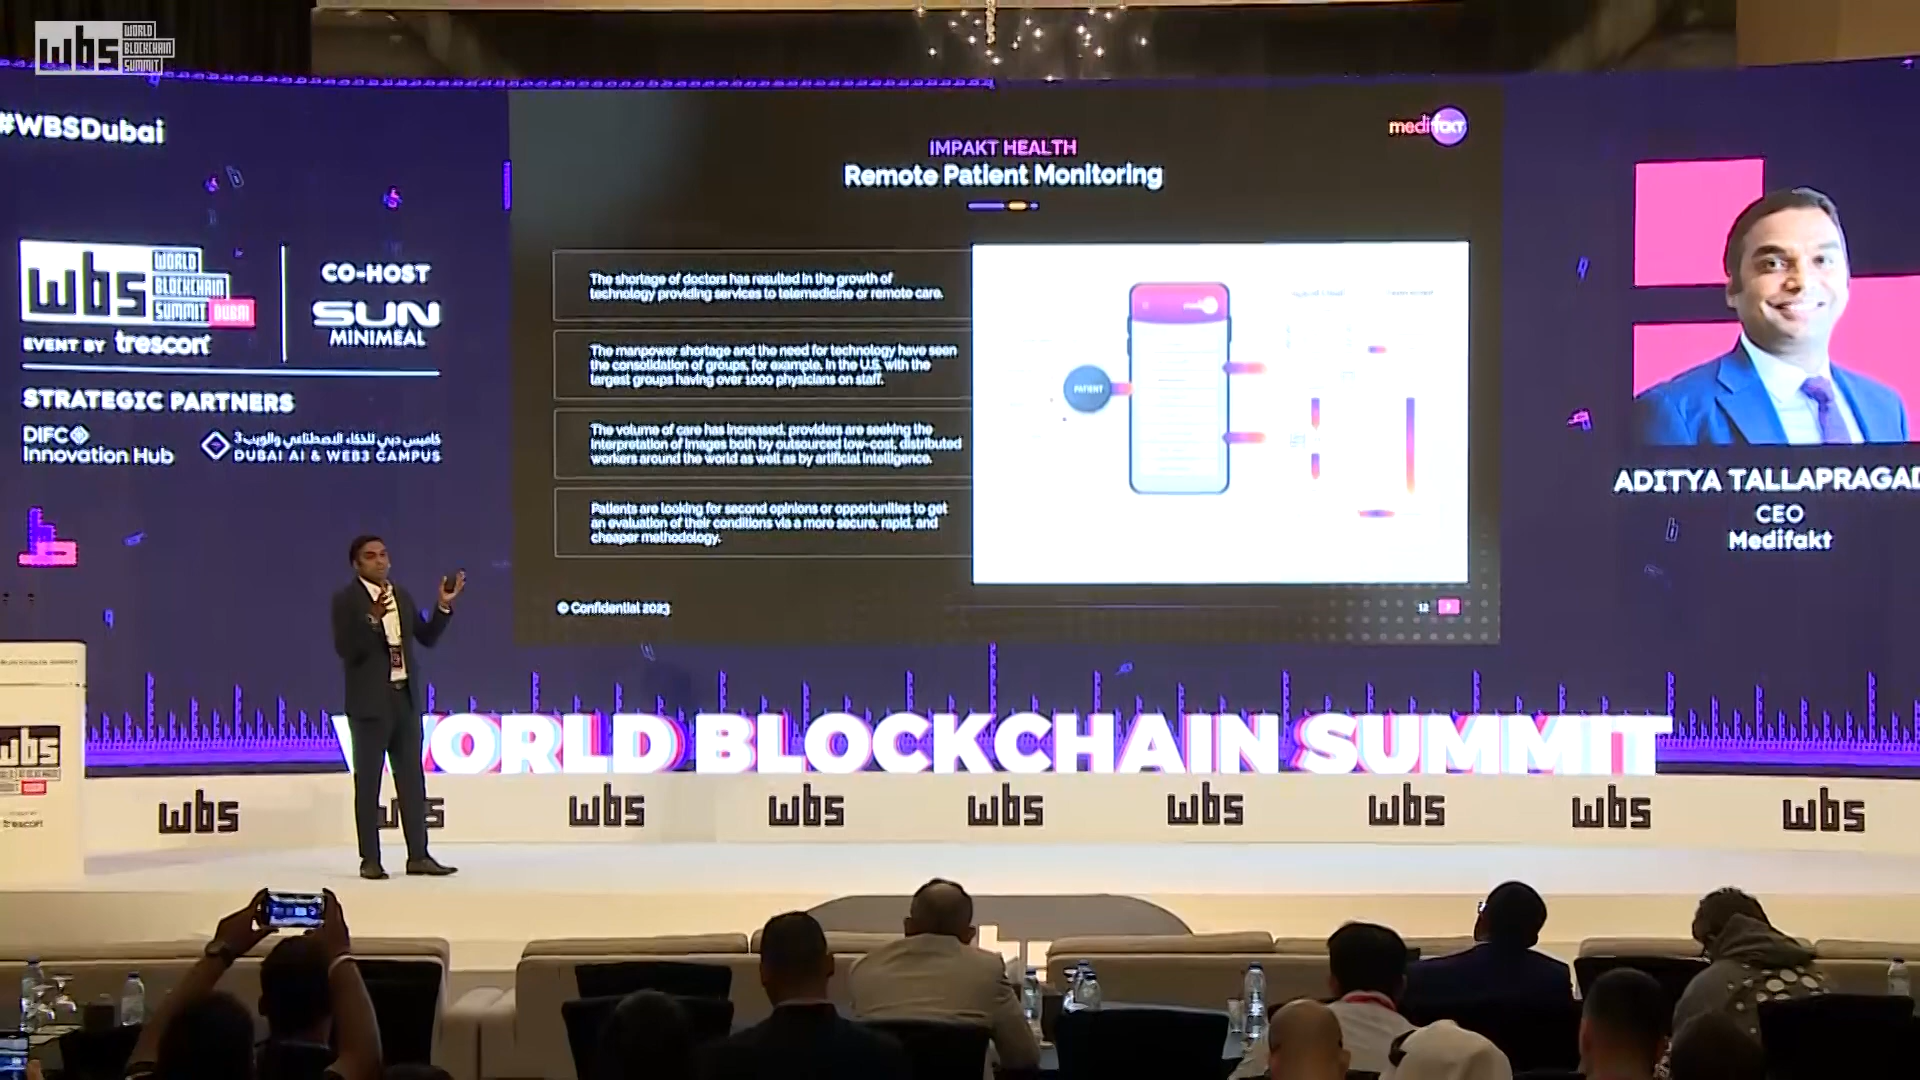 wbs WORLD BLOCKCHAIN SUMMIT
#WBSDubai
wbs WORLD BLOCKCHAIN SUMMIT DUBAI
EVENT BY trescon
CO-HOST
SUN
MINIMEAL
STRATEGIC PARTNERS
DIFC
Innovation Hub
كامبس دبي للذكاء الاصطناعي والويب3
DUBAI AI & WEB3 CAMPUS
medifakt
IMPAKT HEALTH
Remote Patient Monitoring
The shortage of doctors has resulted in the growth of
technology providing services to telemedicine or remote care.
The manpower shortage and the need for technology have seen
the consolidation of groups, for example, in the U.S. with the
largest groups having over 1000 physicians on staff.
The volume of care has increased, providers are seeking the
interpretation of images both by outsourced low-cost, distributed
workers around the world as well as by artificial intelligence.
Patients are looking for second opinions or opportunities to get
an evaluation of their conditions via a more secure, rapid, and
cheaper methodology.
PATIENT
© Confidential 2023
12
ADITYA TALLAPRAGAD
CEO
Medifakt
WORLD BLOCKCHAIN SUMMIT
wbs
trescon
wbs wbs wbs wbs wbs wbs wbs wbs wbs